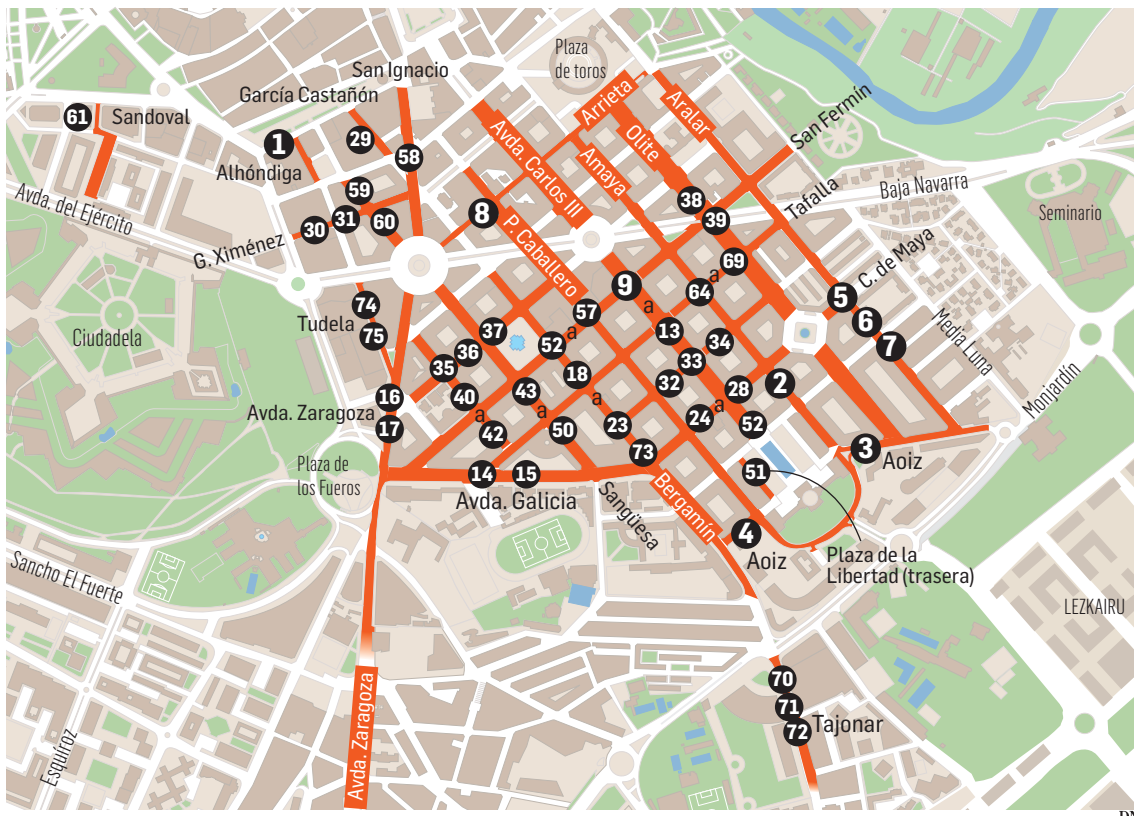 Plaza
de toros
San Ignacio
García Castañón
Arrieta
Aralar
61
Sandoval
1
29
58
Avda. Carlos III
Olite
San Fermín
Alhóndiga
Amaya
59
38
Baja Navarra
Avda. del Ejército
30
31
60
8
39
Tafalla
Seminario
G. Ximénez
P. Caballero
69
a
C. de Maya
74
9
64
5
Tudela
57
a
6
Ciudadela
75
37
52
a
13
34
7
Media Luna
36
35
18
33
16
40
43
32
28
2
Monjardín
Avda. Zaragoza
a
a
a
24
a
17
42
50
23
52
73
3
Aoiz
Plaza de
los Fueros
14
15
51
Avda. Galicia
Sangüesa
Bergamín
4
Aoiz
Plaza de la
Libertad (trasera)
Sancho El Fuerte
LEZKAIRU
70
71
72
Tajonar
Avda. Zaragoza
Esquíroz